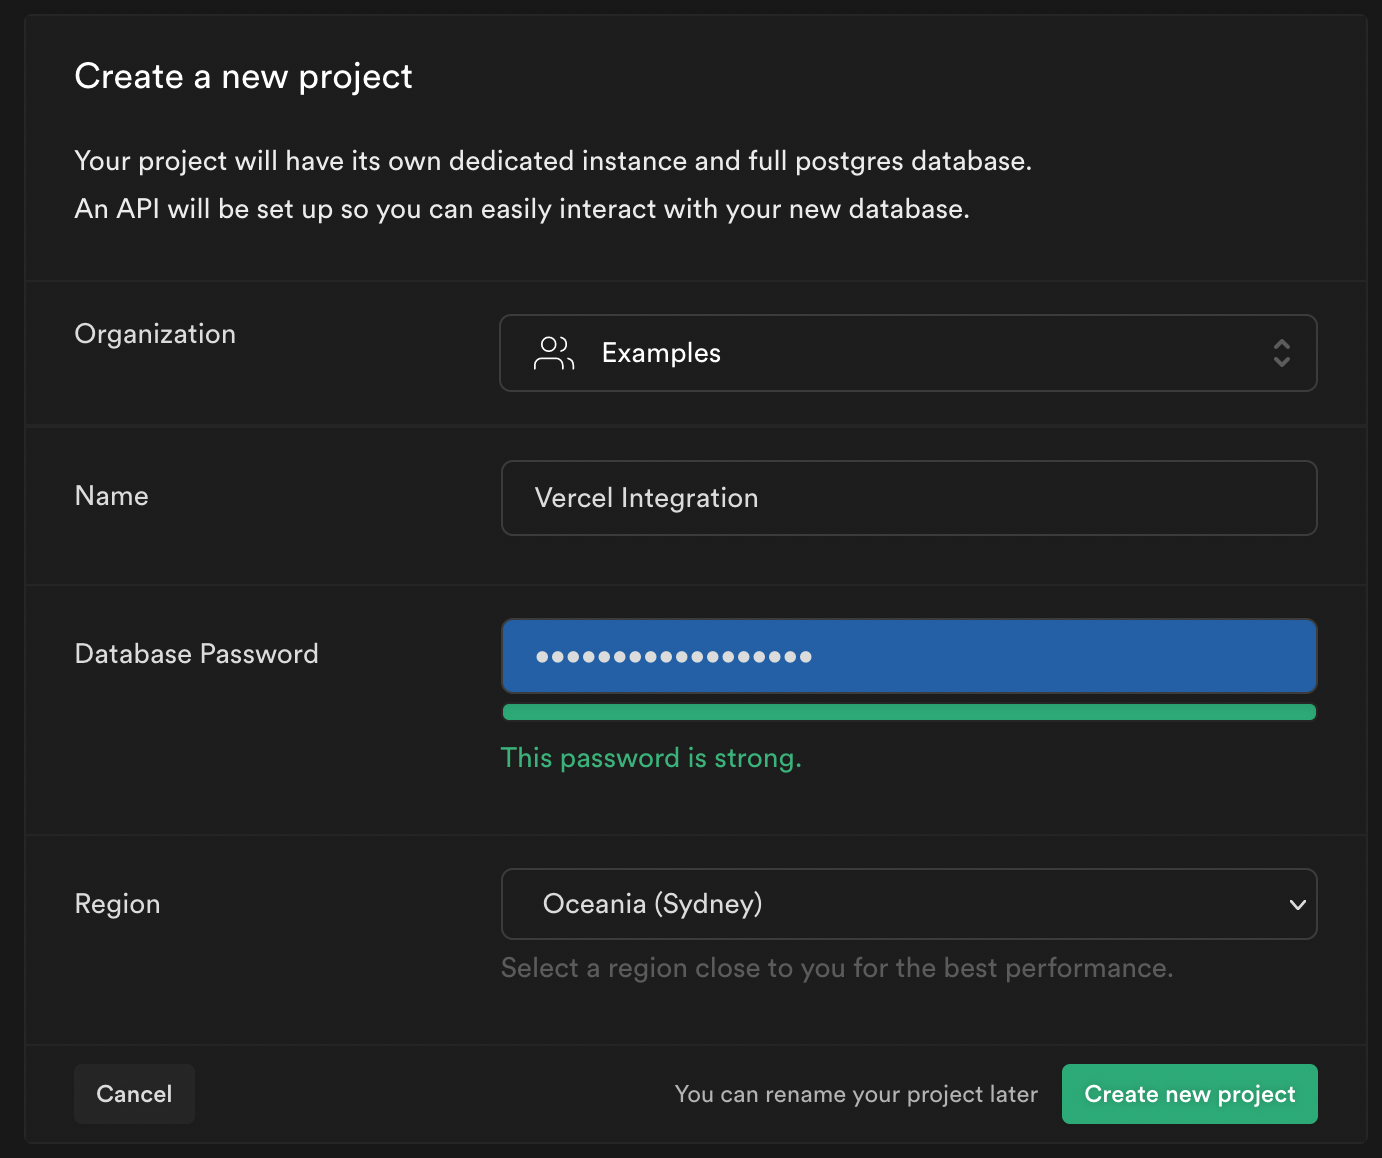 Create a new project
Your project will have its own dedicated instance and full postgres database.
An API will be set up so you can easily interact with your new database.
Organization
Examples
Name
Vercel Integration
Database Password
••••••••••••••••••
This password is strong.
Region
Oceania (Sydney)
Select a region close to you for the best performance.
Cancel
You can rename your project later
Create new project